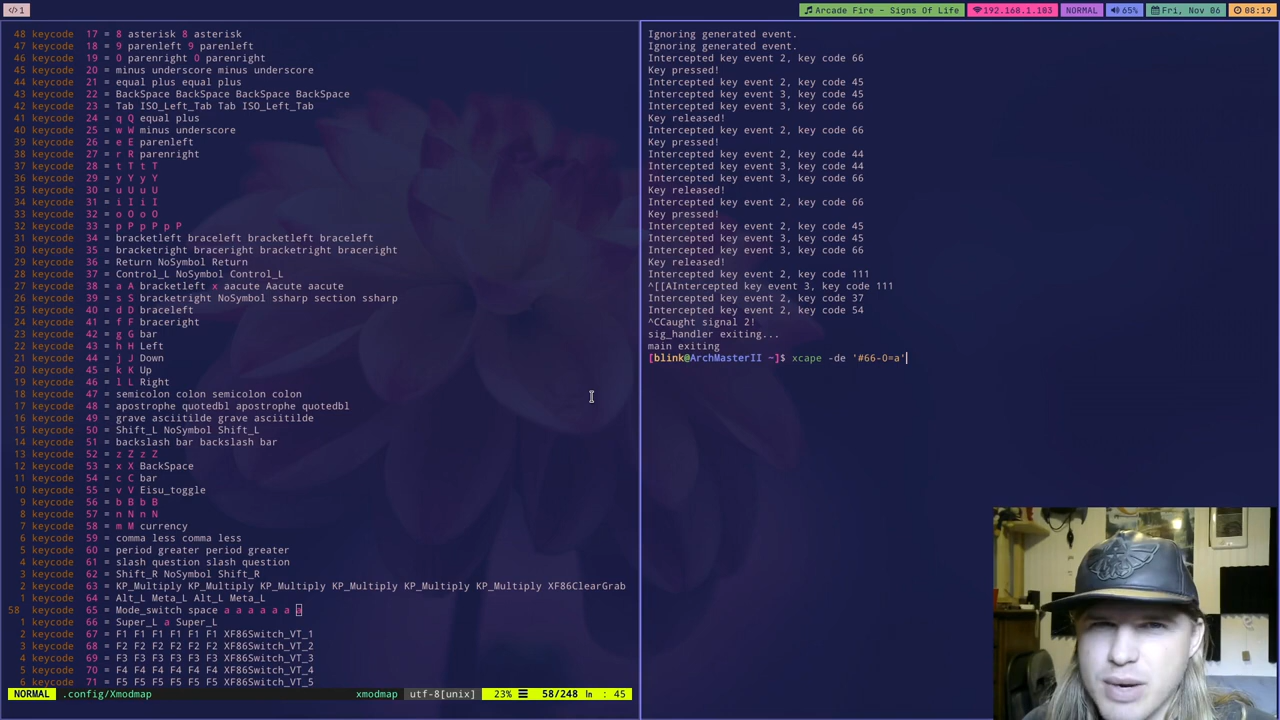 </>1
Arcade Fire – Signs Of Life
192.168.1.103
NORMAL
65%
Fri, Nov 06
08:19
48 keycode  17 = 8 asterisk 8 asterisk
47 keycode  18 = 9 parenleft 9 parenleft
46 keycode  19 = 0 parenright 0 parenright
45 keycode  20 = minus underscore minus underscore
44 keycode  21 = equal plus equal plus
43 keycode  22 = BackSpace BackSpace BackSpace BackSpace
42 keycode  23 = Tab ISO_Left_Tab Tab ISO_Left_Tab
41 keycode  24 = q Q equal plus
40 keycode  25 = w W minus underscore
39 keycode  26 = e E parenleft
38 keycode  27 = r R parenright
37 keycode  28 = t T t T
36 keycode  29 = y Y y Y
35 keycode  30 = u U u U
34 keycode  31 = i I i I
33 keycode  32 = o O o O
32 keycode  33 = p P p P p P
31 keycode  34 = bracketleft braceleft bracketleft braceleft
30 keycode  35 = bracketright braceright bracketright braceright
29 keycode  36 = Return NoSymbol Return
28 keycode  37 = Control_L NoSymbol Control_L
27 keycode  38 = a A bracketleft x aacute Aacute aacute
26 keycode  39 = s S bracketright NoSymbol ssharp section ssharp
25 keycode  40 = d D braceleft
24 keycode  41 = f F braceright
23 keycode  42 = g G bar
22 keycode  43 = h H Left
21 keycode  44 = j J Down
20 keycode  45 = k K Up
19 keycode  46 = l L Right
18 keycode  47 = semicolon colon semicolon colon
17 keycode  48 = apostrophe quotedbl apostrophe quotedbl
16 keycode  49 = grave asciitilde grave asciitilde
15 keycode  50 = Shift_L NoSymbol Shift_L
14 keycode  51 = backslash bar backslash bar
13 keycode  52 = z Z z Z
12 keycode  53 = x X BackSpace
11 keycode  54 = c C bar
10 keycode  55 = v V Eisu_toggle
9 keycode  56 = b B b B
8 keycode  57 = n N n N
7 keycode  58 = m M currency
6 keycode  59 = comma less comma less
5 keycode  60 = period greater period greater
4 keycode  61 = slash question slash question
3 keycode  62 = Shift_R NoSymbol Shift_R
2 keycode  63 = KP_Multiply KP_Multiply KP_Multiply KP_Multiply KP_Multiply KP_Multiply XF86ClearGrab
1 keycode  64 = Alt_L Meta_L Alt_L Meta_L
58 keycode  65 = Mode_switch space a a a a a a a
1 keycode  66 = Super_L a Super_L
2 keycode  67 = F1 F1 F1 F1 F1 F1 XF86Switch_VT_1
3 keycode  68 = F2 F2 F2 F2 F2 F2 XF86Switch_VT_2
4 keycode  69 = F3 F3 F3 F3 F3 F3 XF86Switch_VT_3
5 keycode  70 = F4 F4 F4 F4 F4 F4 XF86Switch_VT_4
6 keycode  71 = F5 F5 F5 F5 F5 F5 XF86Switch_VT_5
NORMAL .config/Xmodmap xmodmap utf-8[unix] 23% ☰ 58/248 ln : 45
Ignoring generated event.
Ignoring generated event.
Intercepted key event 2, key code 66
Key pressed!
Intercepted key event 2, key code 45
Intercepted key event 3, key code 45
Intercepted key event 3, key code 66
Key released!
Intercepted key event 2, key code 66
Key pressed!
Intercepted key event 2, key code 44
Intercepted key event 3, key code 44
Intercepted key event 3, key code 66
Key released!
Intercepted key event 2, key code 66
Key pressed!
Intercepted key event 2, key code 45
Intercepted key event 3, key code 45
Intercepted key event 3, key code 66
Key released!
Intercepted key event 2, key code 111
^[[AIntercepted key event 3, key code 111
Intercepted key event 2, key code 37
Intercepted key event 2, key code 54
^CCaught signal 2!
sig_handler exiting...
main exiting
[blink@ArchMasterII ~]$ xcape -de '#66-O=a'